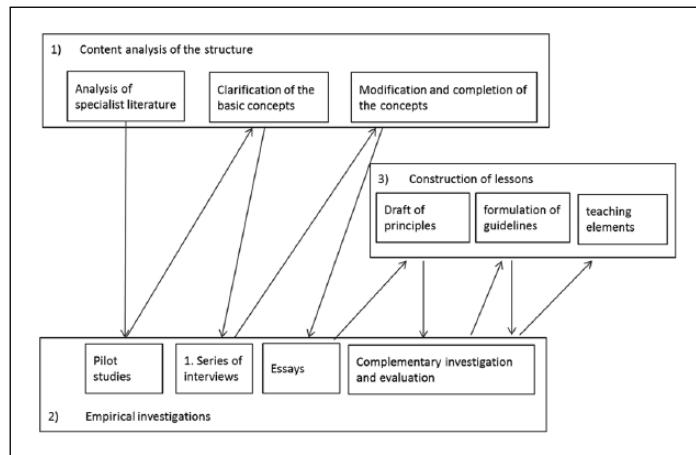 1) Content analysis of the structure
Analysis of
specialist literature
Clarification of the
basic concepts
Modification and completion of
the concepts
3) Construction of lessons
Draft of
principles
formulation of
guidelines
teaching
elements
Pilot
studies
1. Series of
interviews
Essays
Complementary investigation
and evaluation
2) Empirical investigations